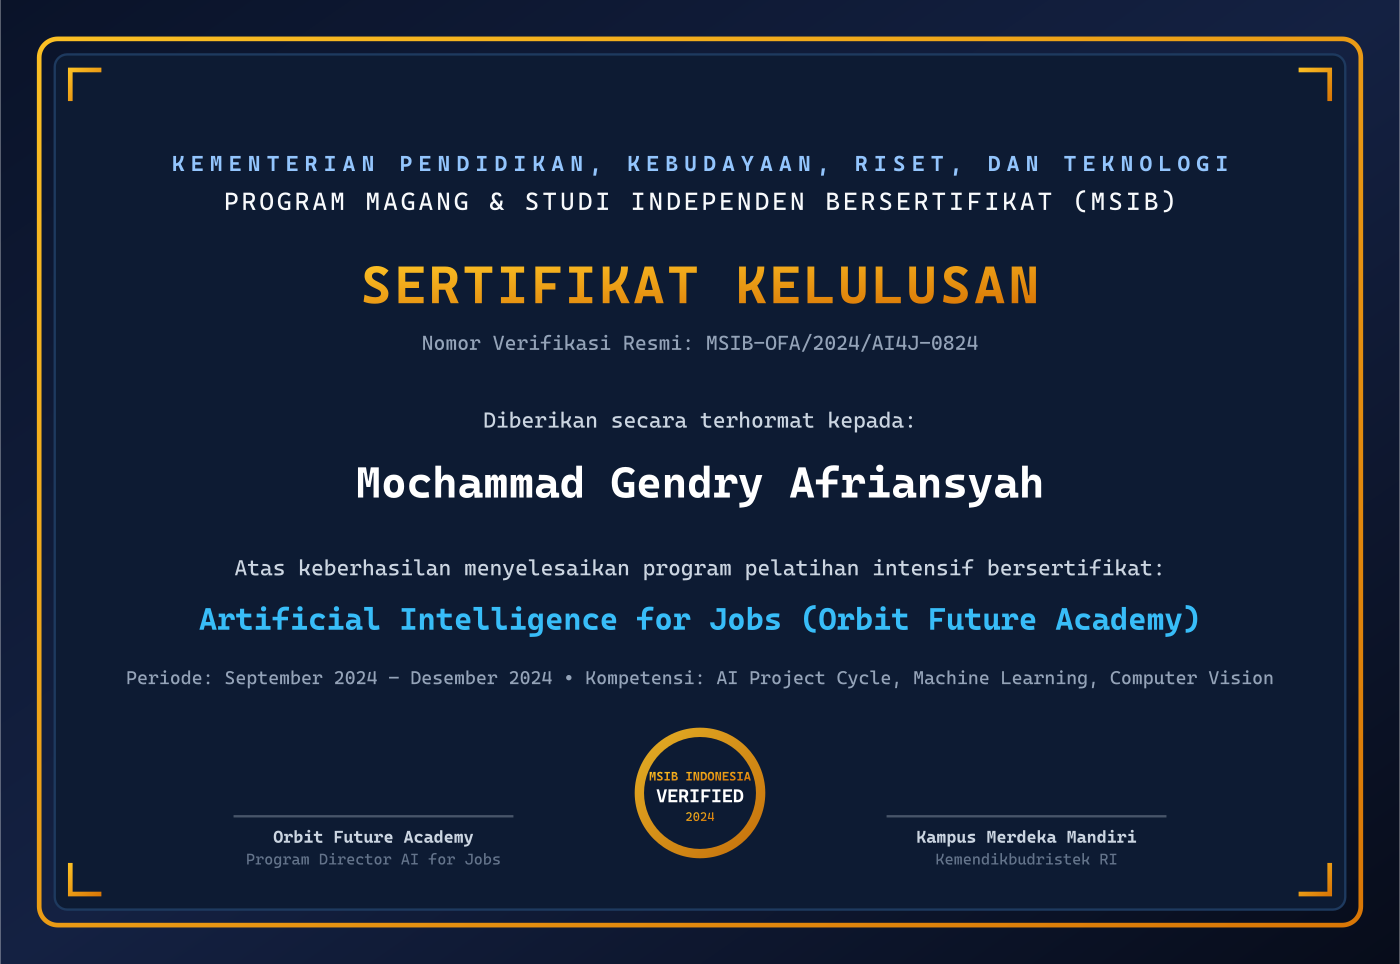 KEMENTERIAN PENDIDIKAN, KEBUDAYAAN, RISET, DAN TEKNOLOGI
PROGRAM MAGANG & STUDI INDEPENDEN BERSERTIFIKAT (MSIB)
SERTIFIKAT KELULUSAN
Nomor Verifikasi Resmi: MSIB-OFA/2024/AI4J-0824
Diberikan secara terhormat kepada:
Mochammad Gendry Afriansyah
Atas keberhasilan menyelesaikan program pelatihan intensif bersertifikat:
Artificial Intelligence for Jobs (Orbit Future Academy)
Periode: September 2024 – Desember 2024 • Kompetensi: AI Project Cycle, Machine Learning, Computer Vision
MSIB INDONESIA
VERIFIED
2024
Orbit Future Academy
Program Director AI for Jobs
Kampus Merdeka Mandiri
Kemendikbudristek RI